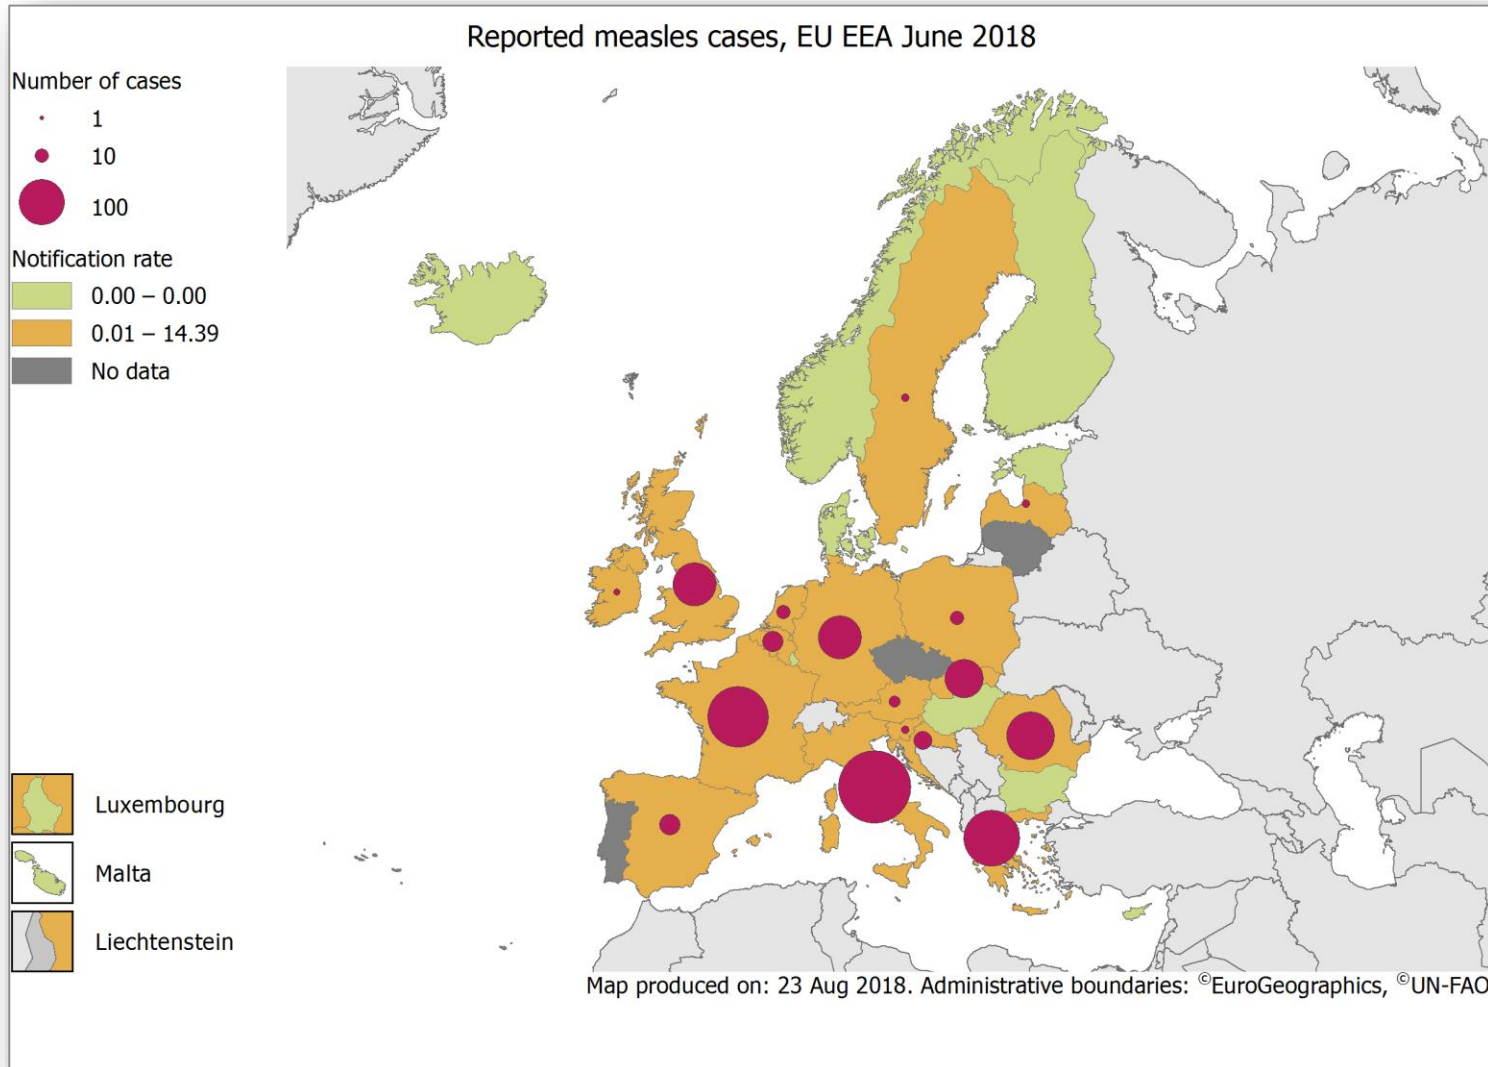 Reported measles cases, EU EEA June 2018
Number of cases
1
10
100
Notification rate
0.00 – 0.00
0.01 – 14.39
No data
Luxembourg
Malta
Liechtenstein
Map produced on: 23 Aug 2018. Administrative boundaries: ©EuroGeographics, ©UN-FAO